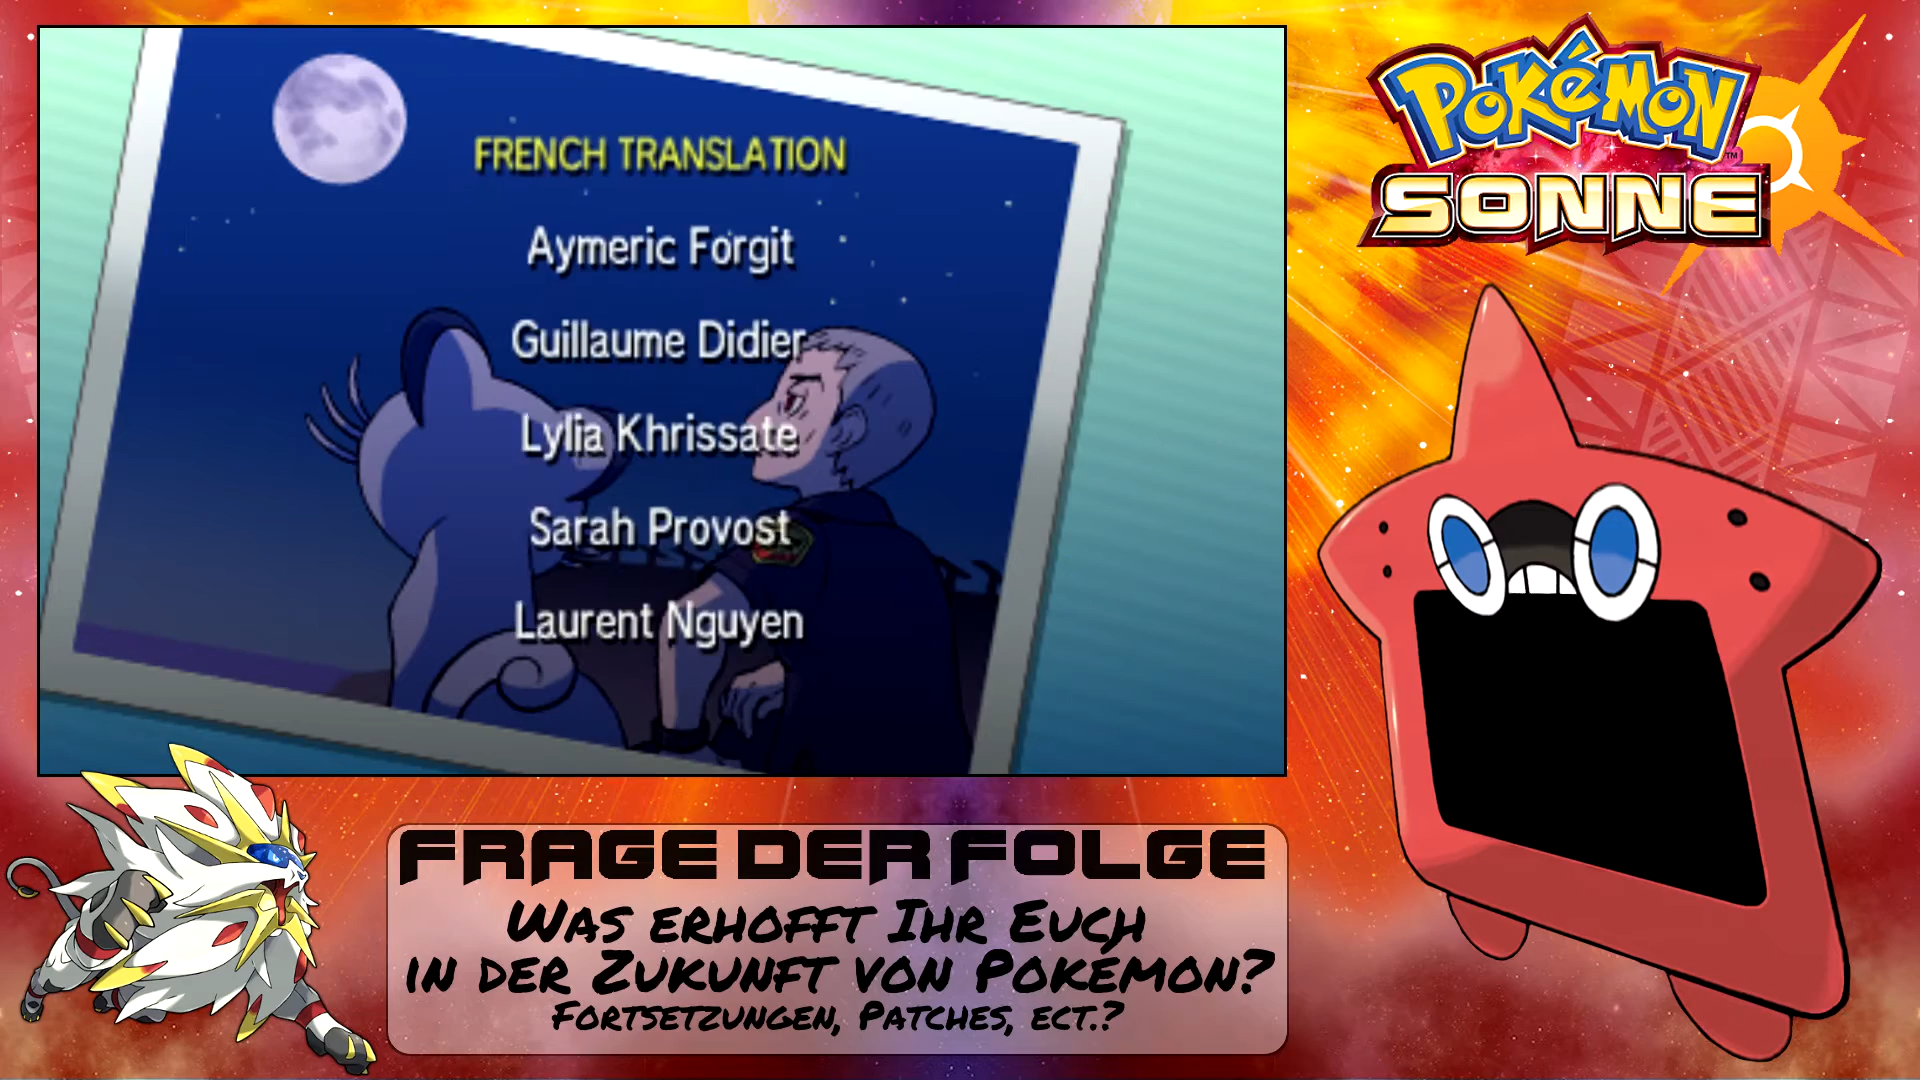 FRENCH TRANSLATION
Aymeric Forgit
Guillaume Didier
Lylia Khrissate
Sarah Provost
Laurent Nguyen
POKÉMON
TM
SONNE
FRAGE DER FOLGE
WAS ERHOFFT IHR EUCH
IN DER ZUKUNFT VON POKÉMON?
FORTSETZUNGEN, PATCHES, ECT.?